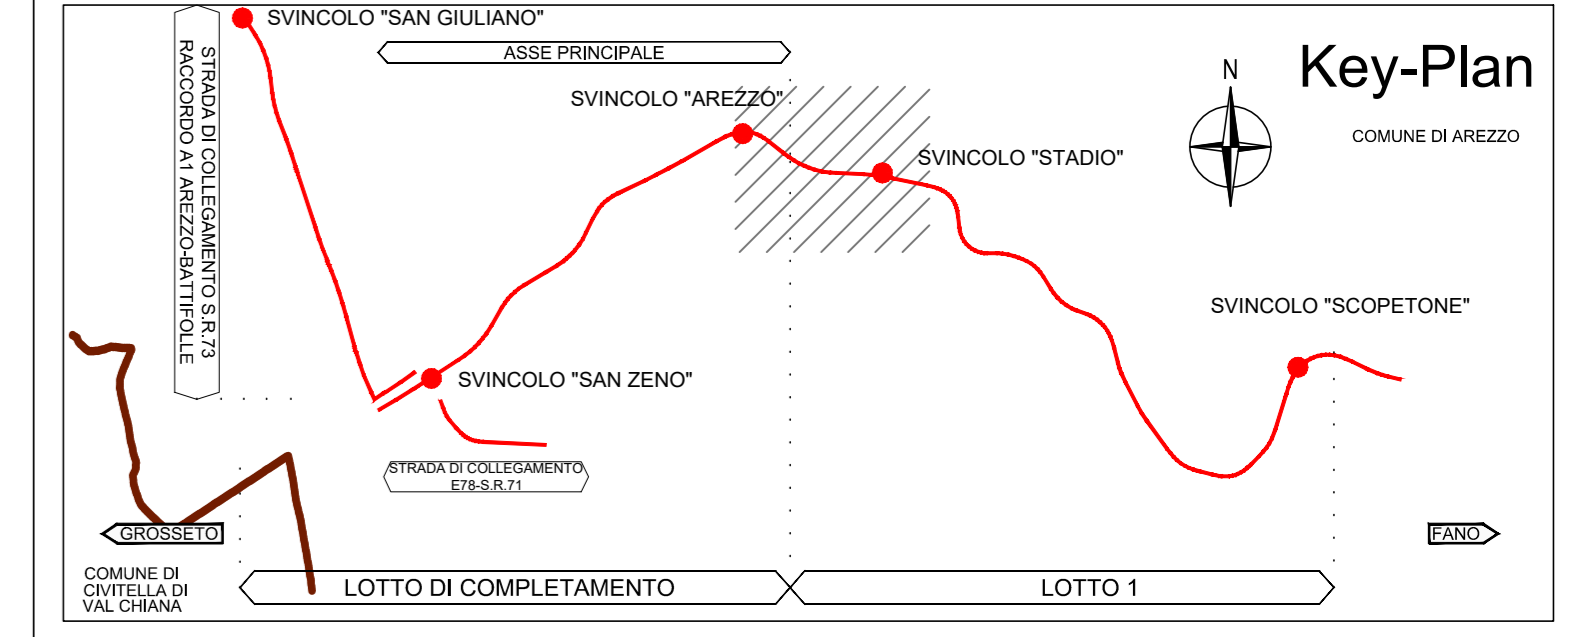 SVINCOLO "SAN GIULIANO"
STRADA DI COLLEGAMENTO S.R.73
RACCORDO A1 AREZZO-BATTIFOLLE
ASSE PRINCIPALE
Key-Plan
N
SVINCOLO "AREZZO"
COMUNE DI AREZZO
SVINCOLO "STADIO"
SVINCOLO "SCOPETONE"
SVINCOLO "SAN ZENO"
STRADA DI COLLEGAMENTO
E78-S.R.71
GROSSETO
FANO
COMUNE DI
CIVITELLA DI
VAL CHIANA
LOTTO DI COMPLETAMENTO
LOTTO 1